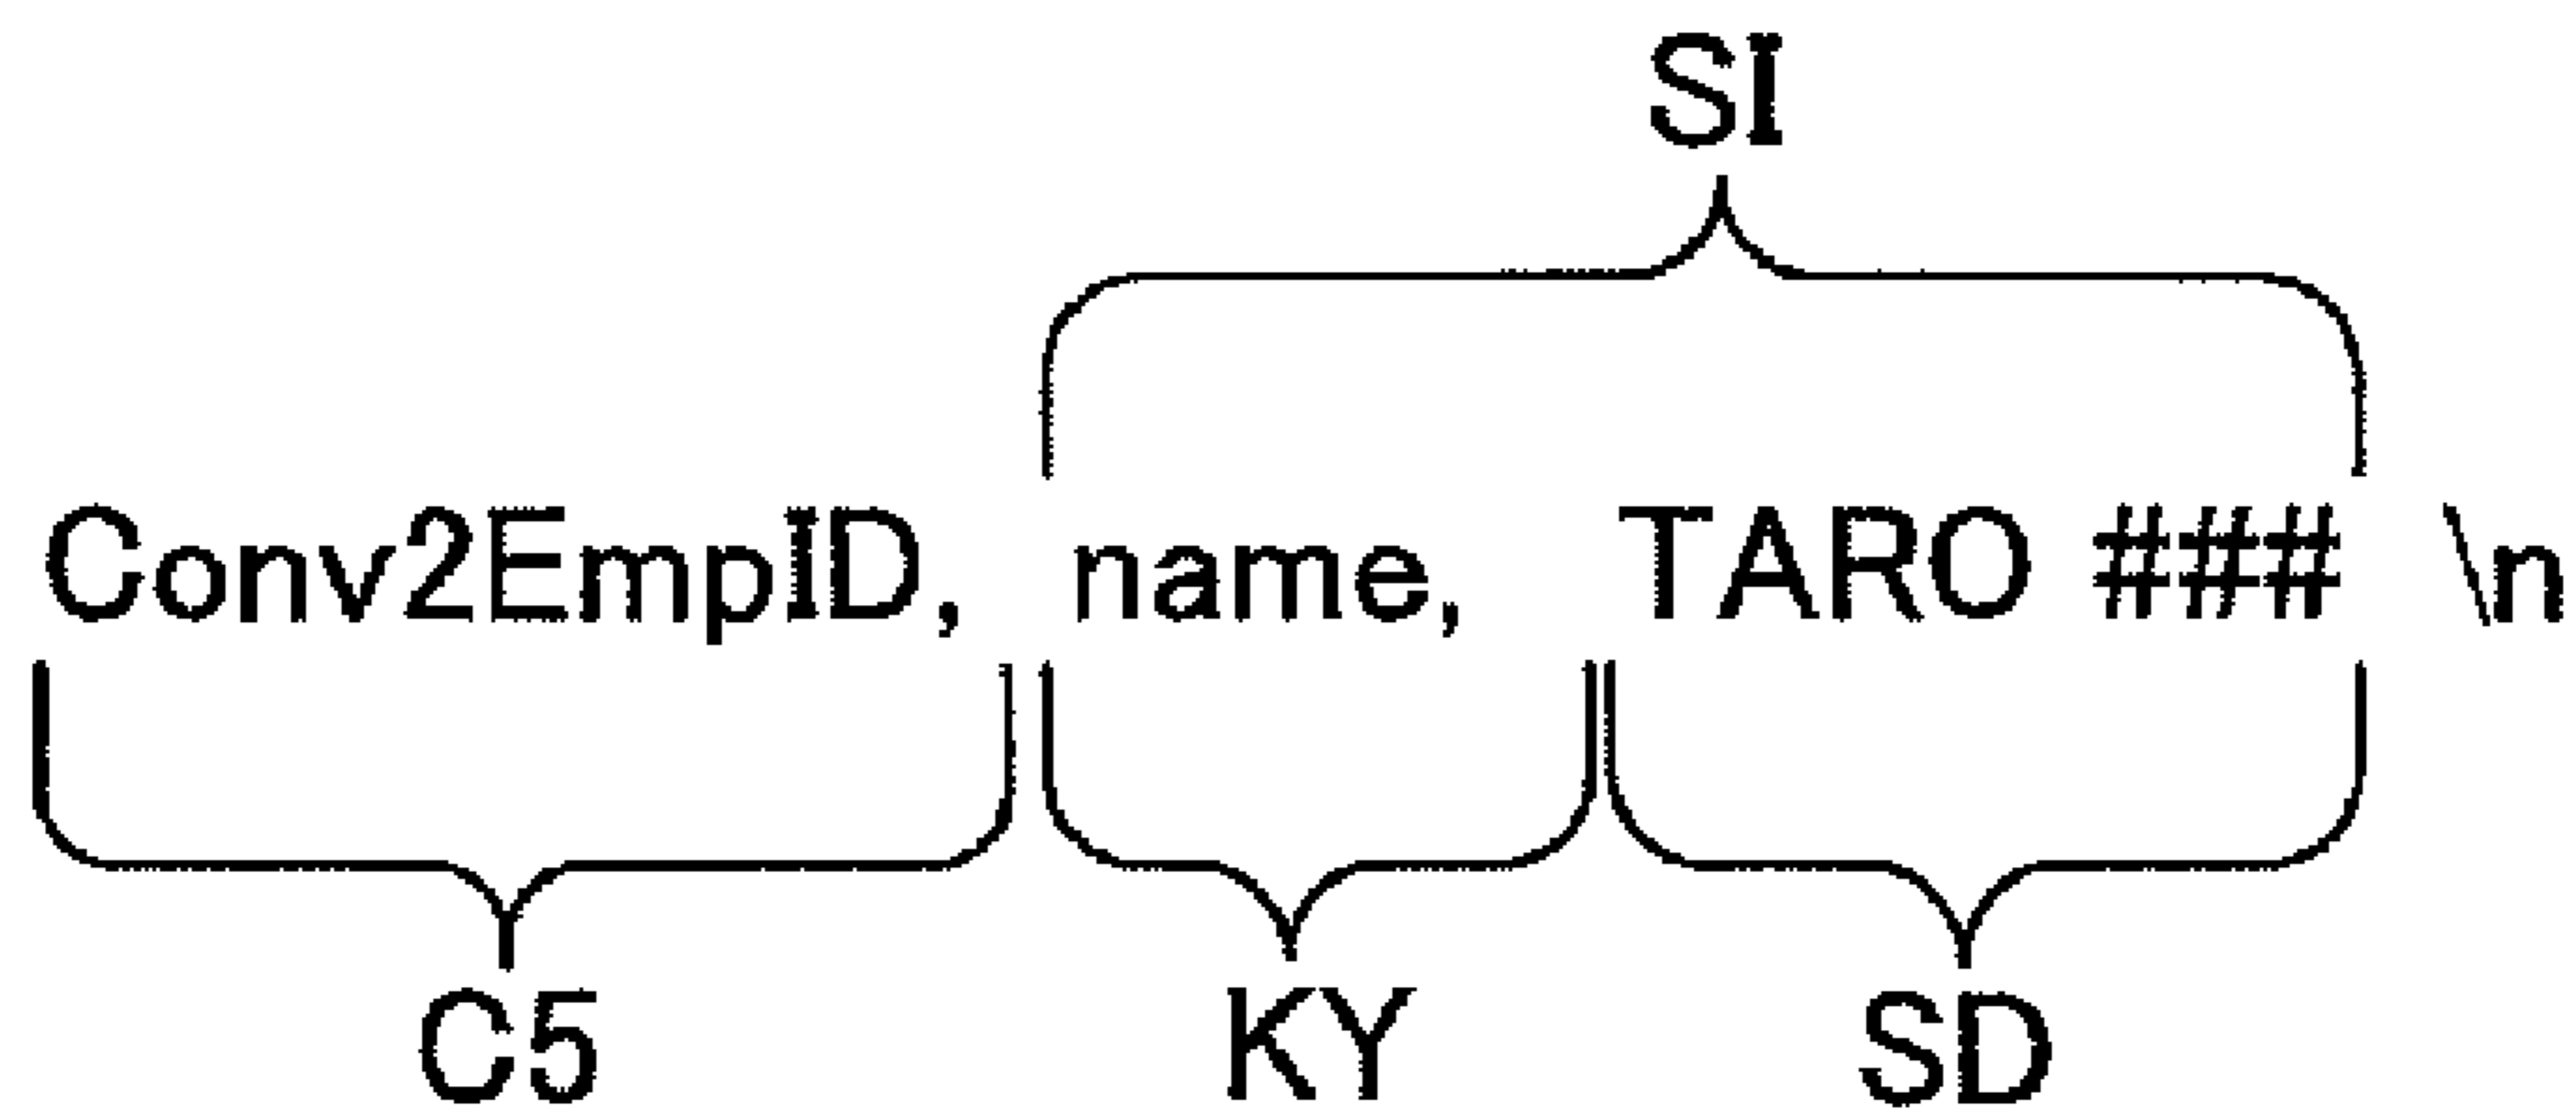 SI
Conv2EmpID, name, TARO ### \n
C5 KY SD